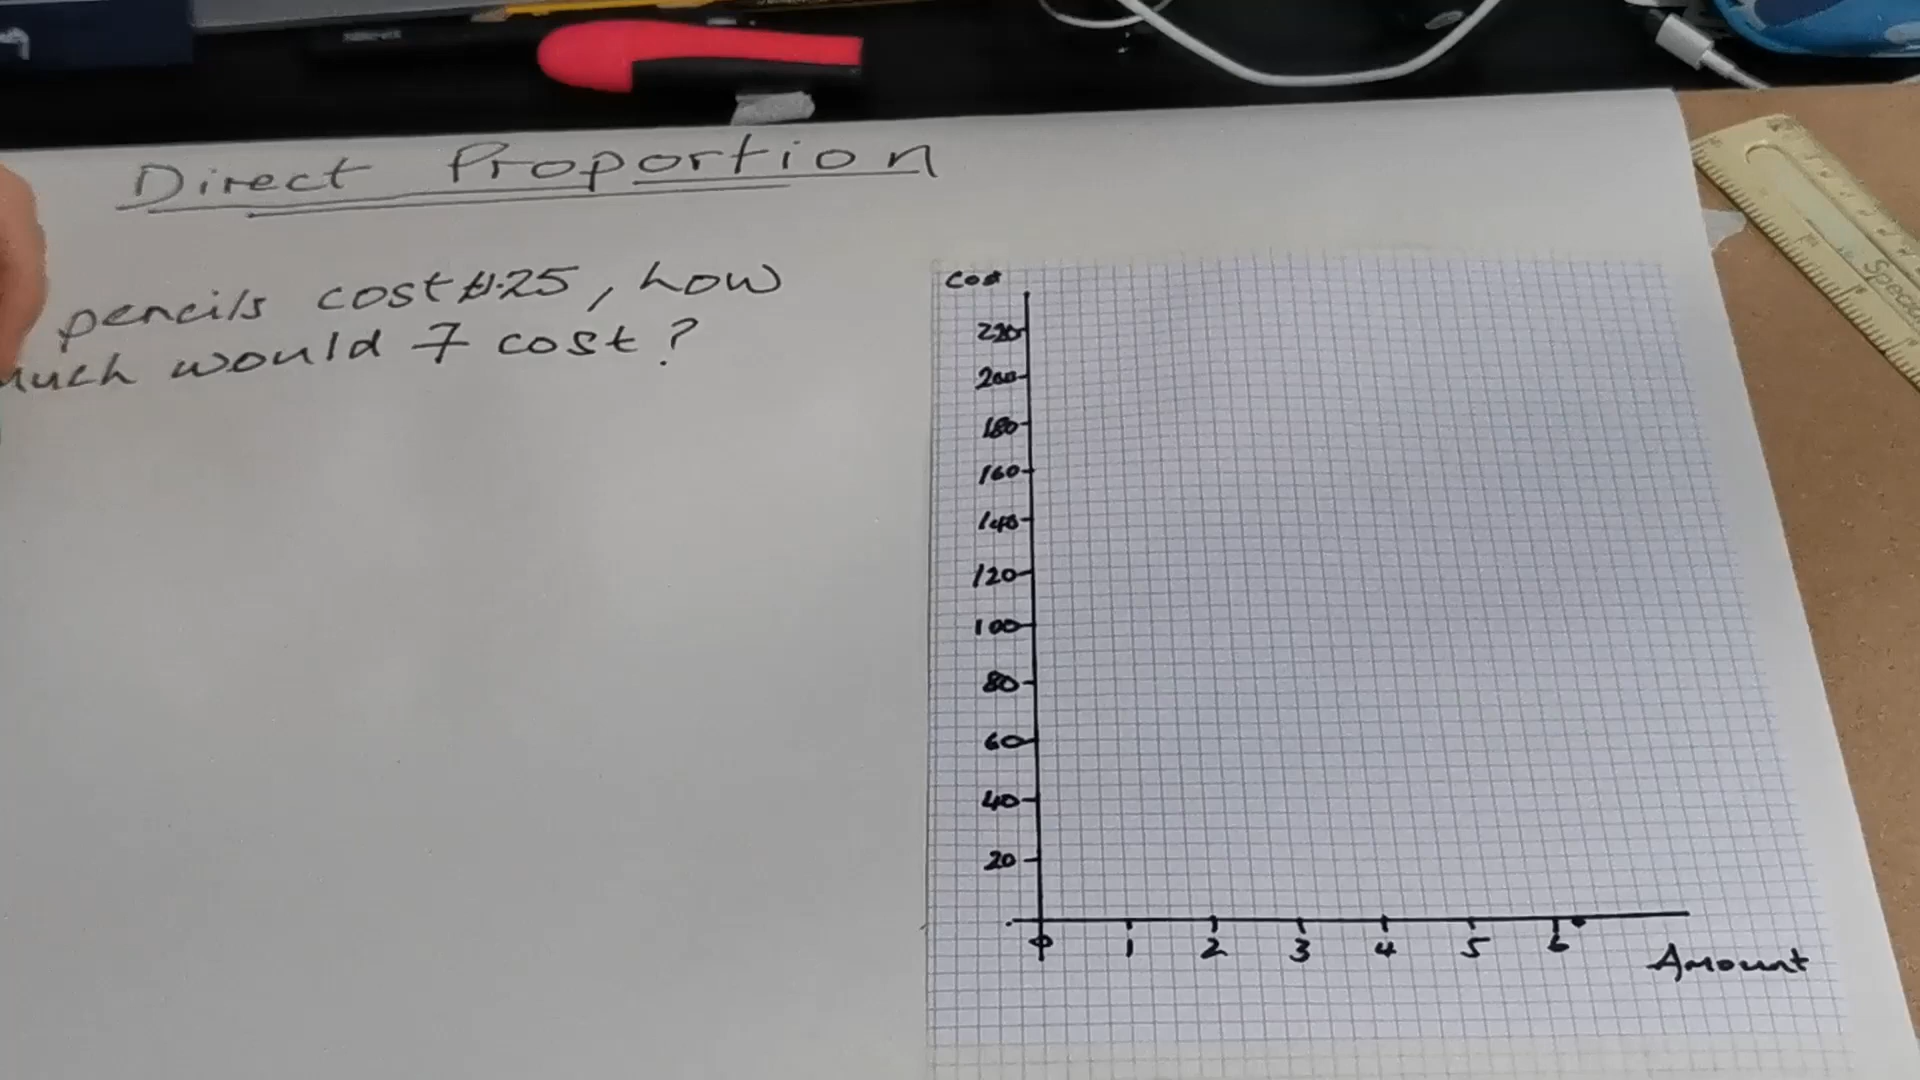 Direct Proportion
pencils cost £1.25, how
much would 7 cost?
Cost
220
200
180
160
140
120
100
80
60
40
20
0 1 2 3 4 5 6
Amount